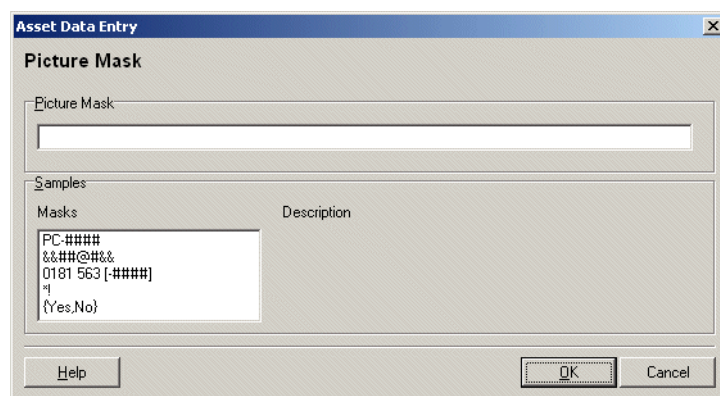 Asset Data Entry
Picture Mask
Picture Mask
Samples
Masks
Description
PC-####
&&##@#&&
0181 563 [-####]
*!
{Yes,No}
Help
OK
Cancel